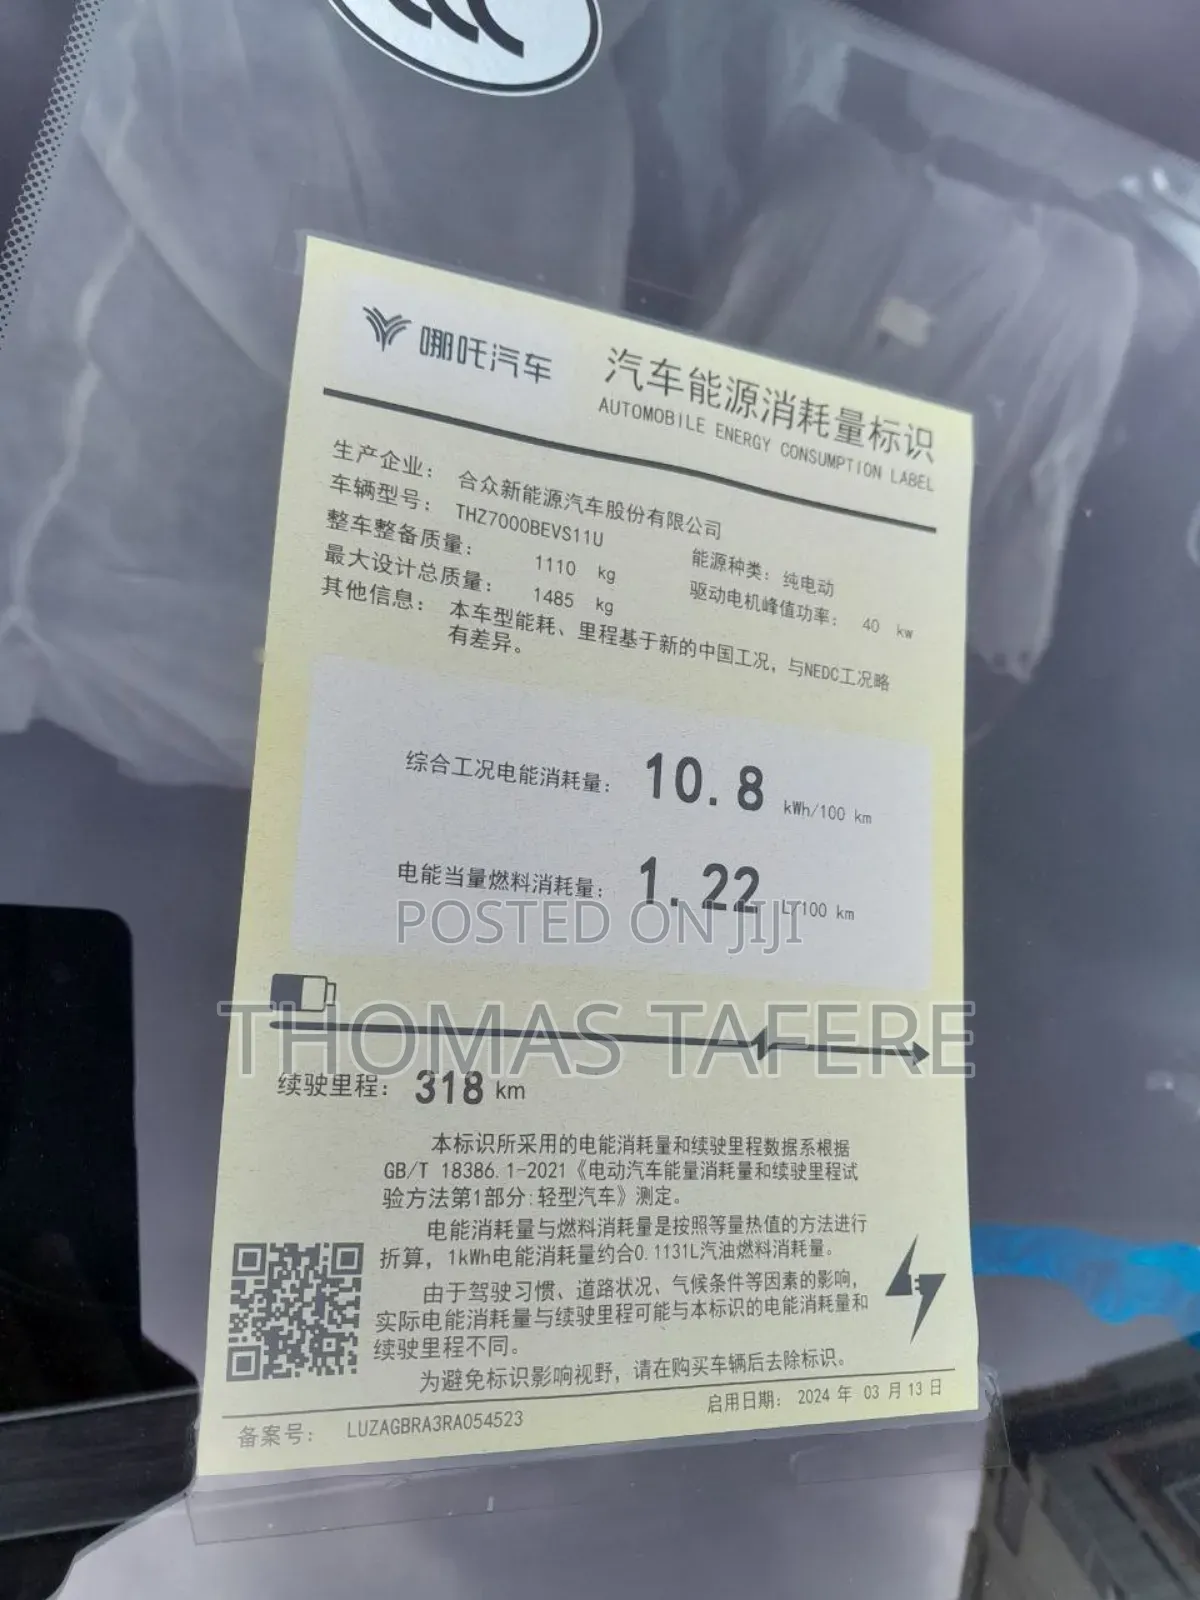 哪吒汽车
汽车能源消耗量标识
AUTOMOBILE ENERGY CONSUMPTION LABEL
生产企业： 合众新能源汽车股份有限公司
车辆型号： THZ7000BEVS11U
能源种类： 纯电动
整车整备质量： 1110 kg
驱动电机峰值功率： 40 kw
最大设计总质量： 1485 kg
其他信息： 本车型能耗、里程基于新的中国工况，与NEDC工况略
有差异。
综合工况电能消耗量： 10.8 kWh/100 km
电能当量燃料消耗量： 1.22 L/100 km
POSTED ON JIJI
THOMAS TAFERE
续驶里程： 318 km
本标识所采用的电能消耗量和续驶里程数据系根据
GB/T 18386.1-2021《电动汽车能量消耗量和续驶里程试
验方法第1部分:轻型汽车》测定。
电能消耗量与燃料消耗量是按照等量热值的方法进行
折算，1kWh电能消耗量约合0.1131L汽油燃料消耗量。
由于驾驶习惯、道路状况、气候条件等因素的影响，
实际电能消耗量与续驶里程可能与本标识的电能消耗量和
续驶里程不同。
为避免标识影响视野，请在购买车辆后去除标识。
备案号： LUZAGBRA3RA054523
启用日期： 2024 年 03 月 13 日